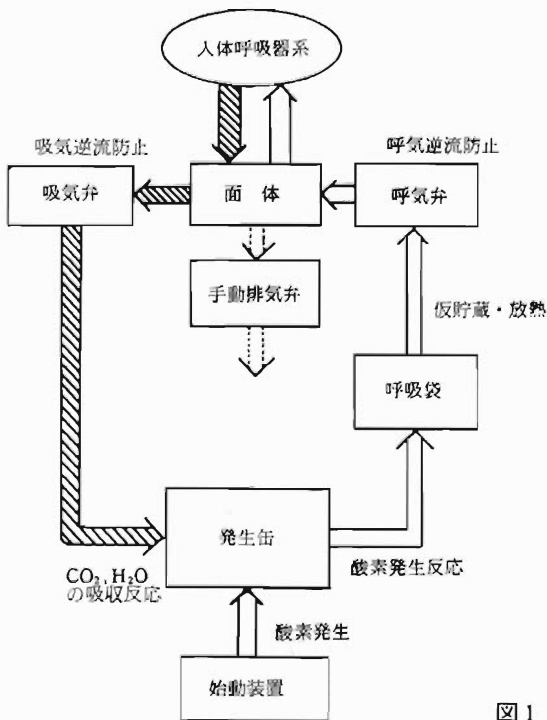 人体呼吸器系
吸気逆流防止
呼気逆流防止
吸気弁
面 体
呼気弁
手動排気弁
仮貯蔵・放熱
呼吸袋
発生缶
CO₂, H₂O
の吸収反応
酸素発生反応
酸素発生
始動装置
図1